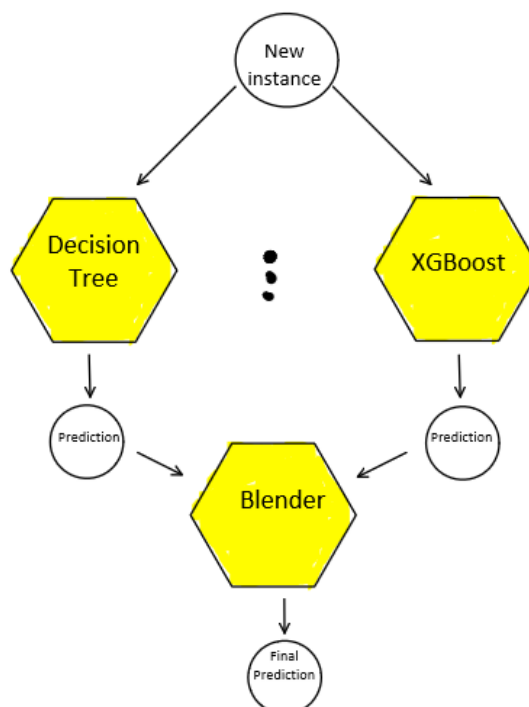 New
instance
Decision
Tree
XGBoost
Prediction
Prediction
Blender
Final
Prediction